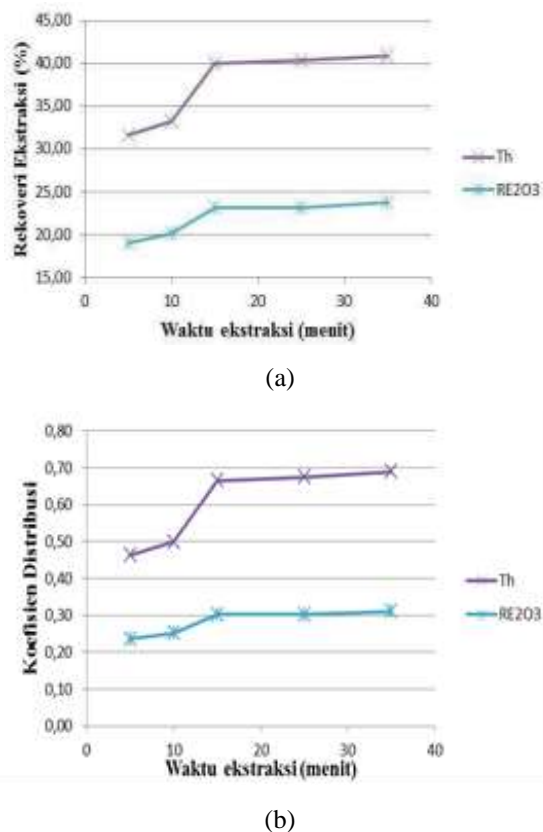 45,00
40,00
35,00
30,00
25,00
20,00
15,00
Rekoveri Ekstraksi (%)
0 10 20 30 40
Waktu ekstraksi (menit)
Th
RE2O3
(a)
0,80
0,70
0,60
0,50
0,40
0,30
0,20
0,10
0,00
Koefisien Distribusi
0 10 20 30 40
Waktu ekstraksi (menit)
Th
RE2O3
(b)